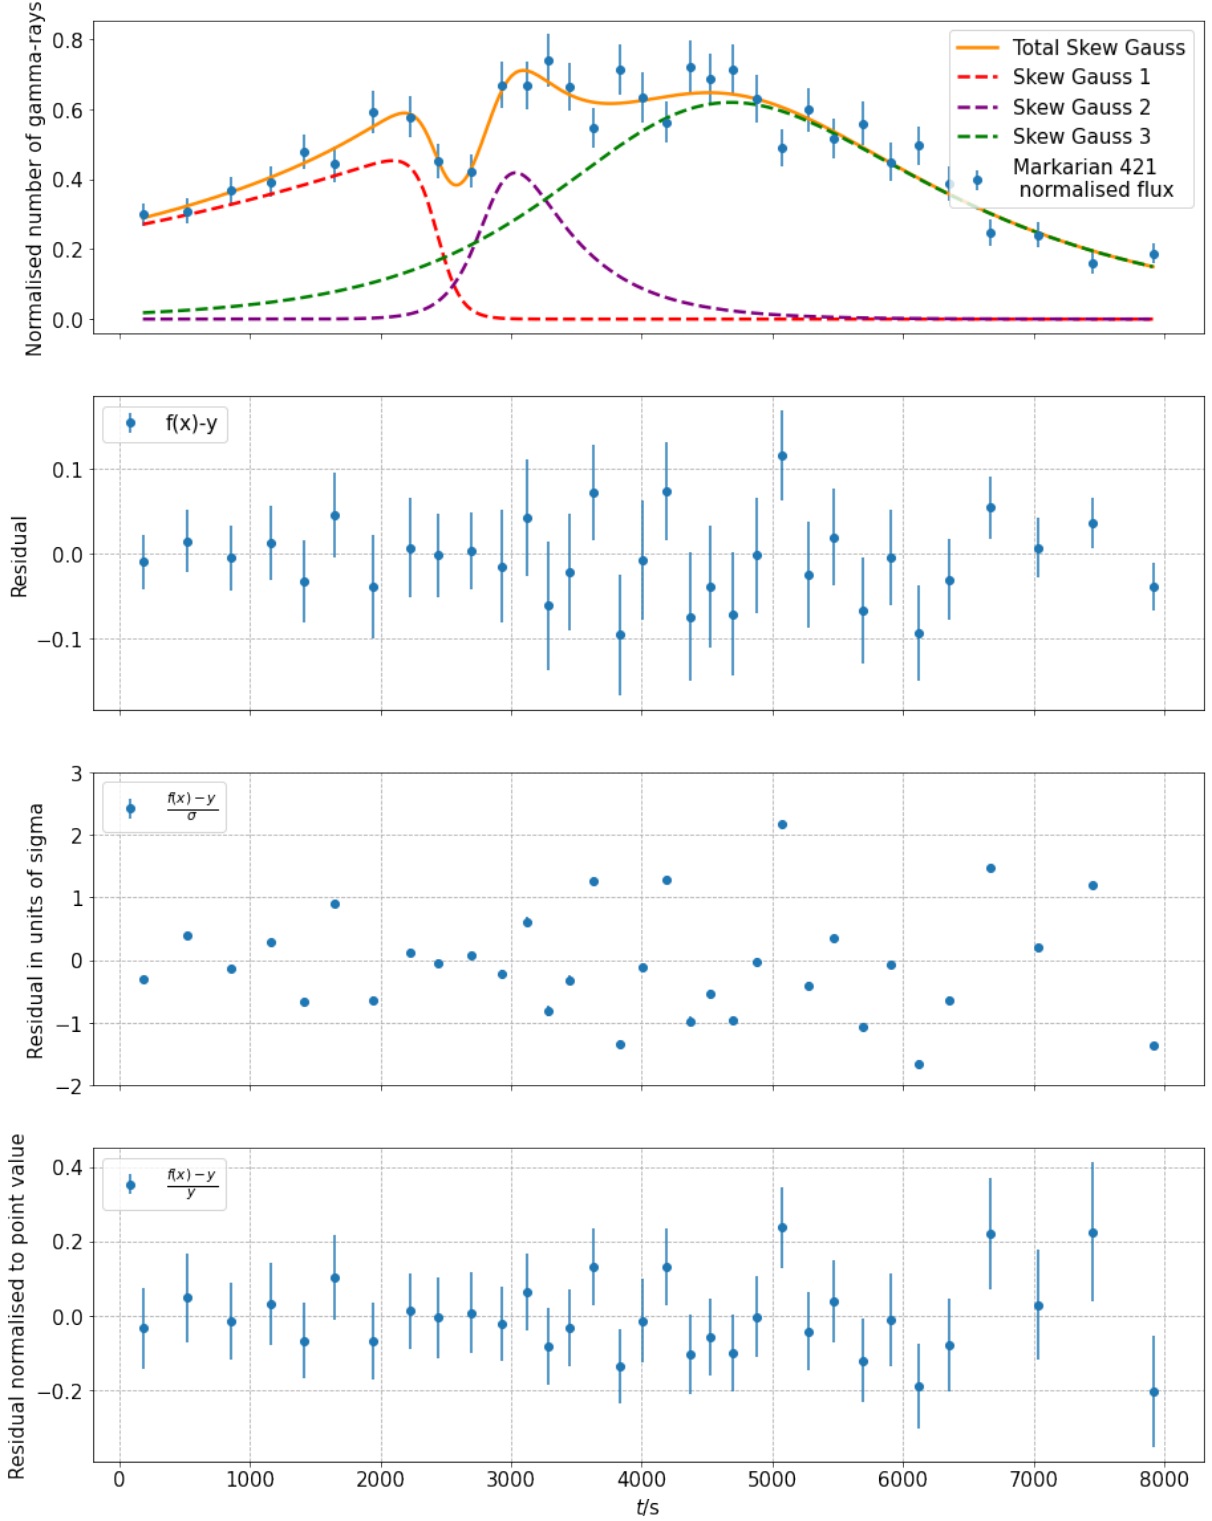 Normalised number of gamma-rays
0.8
0.6
0.4
0.2
0.0
Total Skew Gauss
Skew Gauss 1
Skew Gauss 2
Skew Gauss 3
Markarian 421
normalised flux
Residual
0.1
0.0
−0.1
f(x)-y
Residual in units of sigma
3
2
1
0
−1
−2
f(x) − y
σ
Residual normalised to point value
0.4
0.2
0.0
−0.2
f(x) − y
y
0 1000 2000 3000 4000 5000 6000 7000 8000
t/s